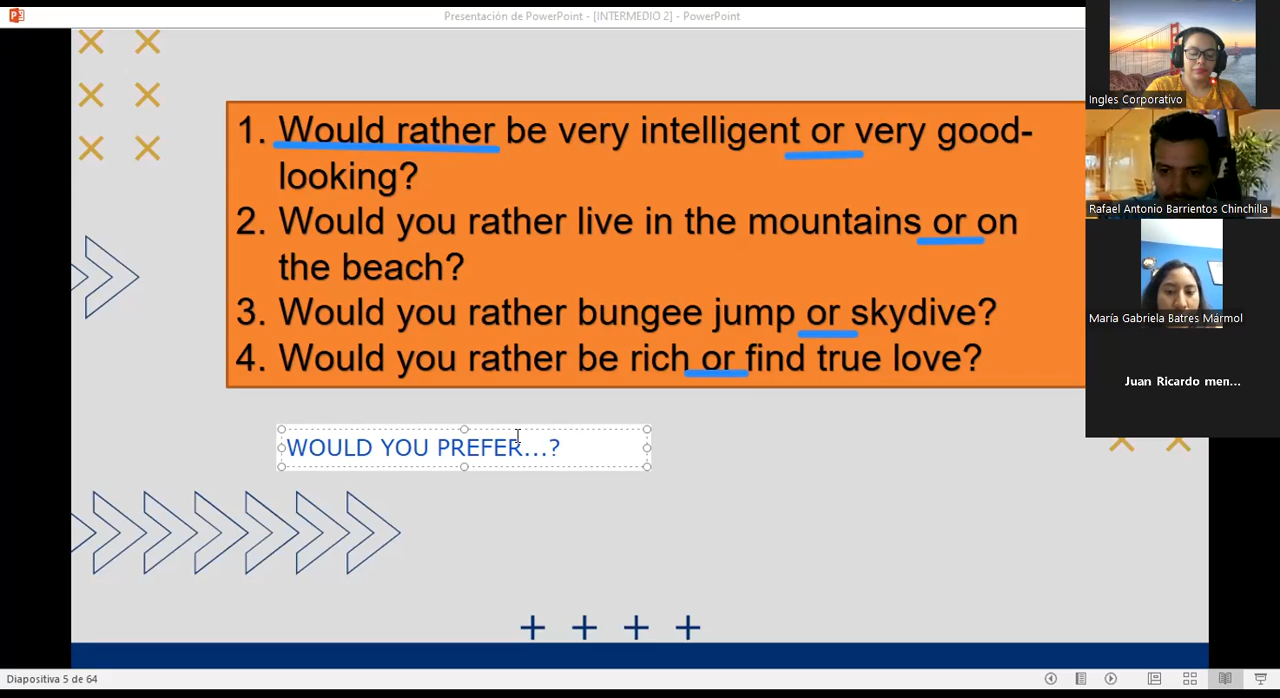 Presentación de PowerPoint - [INTERMEDIO 2] - PowerPoint
1. Would rather be very intelligent or very good-
looking?
2. Would you rather live in the mountains or on
the beach?
3. Would you rather bungee jump or skydive?
4. Would you rather be rich or find true love?
WOULD YOU PREFER...?
Ingles Corporativo
Rafael Antonio Barrientos Chinchilla
María Gabriela Batres Mármol
Juan Ricardo men...
Diapositiva 5 de 64